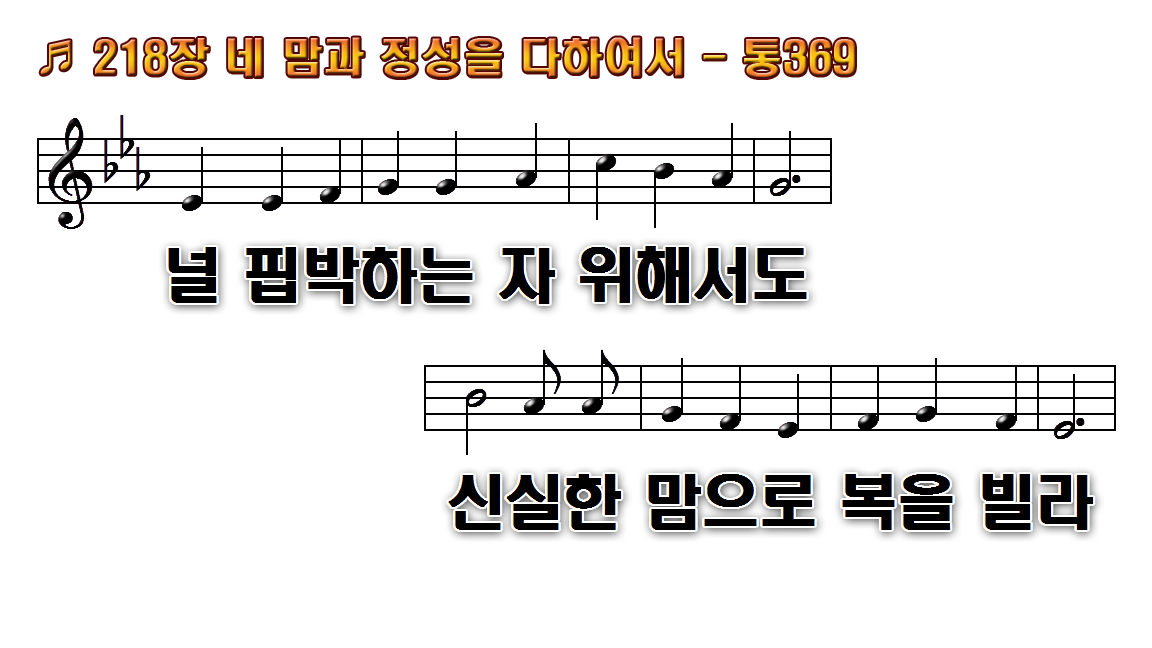 ♬ 218장 네 맘과 정성을 다하여서 - 통369
널 핍박하는 자 위해서도
신실한 맘으로 복을 빌라